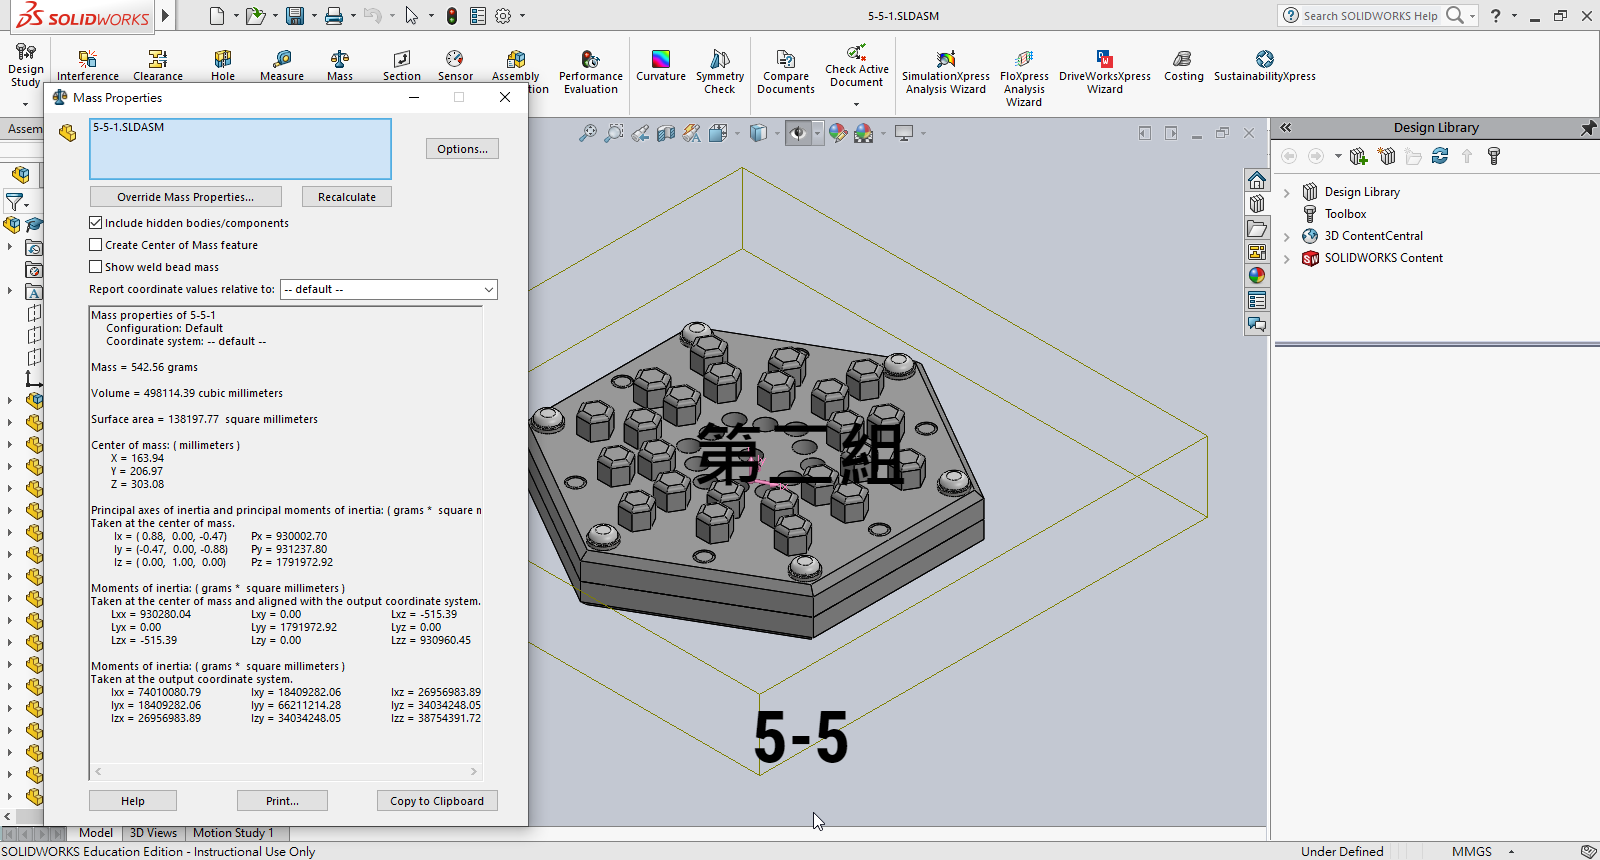 SOLIDWORKS
5-5-1.SLDASM
Search SOLIDWORKS Help
Design Study
Interference
Clearance
Hole
Measure
Mass
Section
Sensor
Assembly
Performance Evaluation
Curvature
Symmetry Check
Compare Documents
Check Active Document
SimulationXpress Analysis Wizard
FloXpress Analysis Wizard
DriveWorksXpress Wizard
Costing
SustainabilityXpress
Assem
Mass Properties
5-5-1.SLDASM
Options...
Override Mass Properties...
Recalculate
Include hidden bodies/components
Create Center of Mass feature
Show weld bead mass
Report coordinate values relative to: -- default --
Mass properties of 5-5-1
Configuration: Default
Coordinate system: -- default --
Mass = 542.56 grams
Volume = 498114.39 cubic millimeters
Surface area = 138197.77 square millimeters
Center of mass: ( millimeters )
X = 163.94
Y = 206.97
Z = 303.08
Principal axes of inertia and principal moments of inertia: ( grams * square
Taken at the center of mass.
Ix = ( 0.88, 0.00, -0.47) Px = 930002.70
Iy = (-0.47, 0.00, -0.88) Py = 931237.80
Iz = ( 0.00, 1.00, 0.00) Pz = 1791972.92
Moments of inertia: ( grams * square millimeters )
Taken at the center of mass and aligned with the output coordinate system.
Lxx = 930280.04 Lxy = 0.00 Lxz = -515.39
Lyx = 0.00 Lyy = 1791972.92 Lyz = 0.00
Lzx = -515.39 Lzy = 0.00 Lzz = 930960.45
Moments of inertia: ( grams * square millimeters )
Taken at the output coordinate system.
Ixx = 74010080.79 Ixy = 18409282.06 Ixz = 26956983.89
Iyx = 18409282.06 Iyy = 66211214.28 Iyz = 34034248.05
Izx = 26956983.89 Izy = 34034248.05 Izz = 38754391.72
Help
Print...
Copy to Clipboard
第二組
5-5
Design Library
Design Library
Toolbox
3D ContentCentral
SOLIDWORKS Content
Model
3D Views
Motion Study 1
SOLIDWORKS Education Edition - Instructional Use Only
Under Defined
MMGS